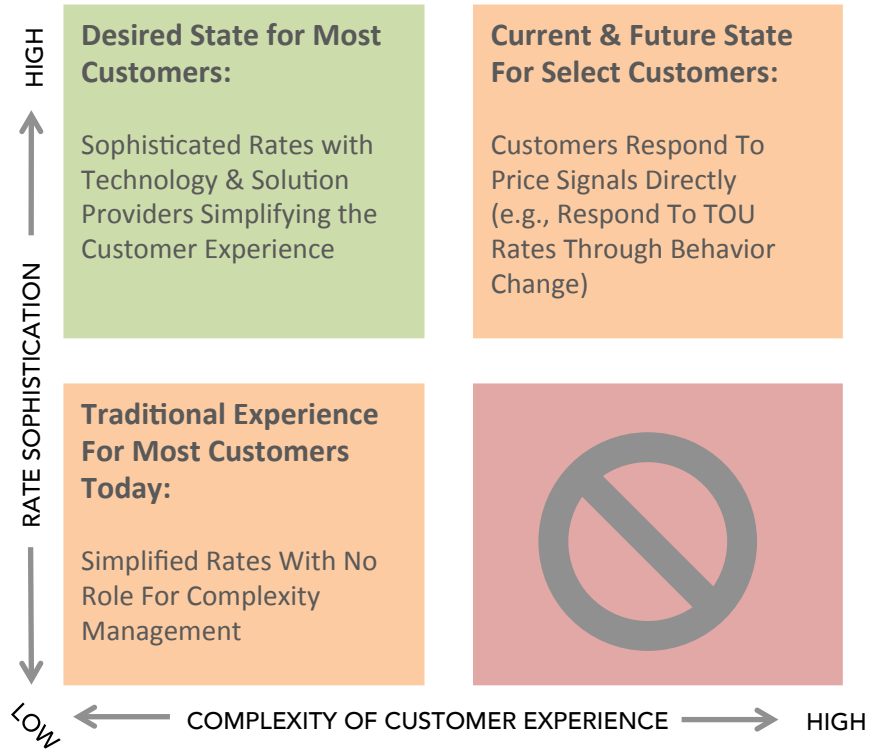 HIGH
RATE SOPHISTICATION
Desired State for Most
Customers:
Sophisticated Rates with
Technology & Solution
Providers Simplifying the
Customer Experience
Current & Future State
For Select Customers:
Customers Respond To
Price Signals Directly
(e.g., Respond To TOU
Rates Through Behavior
Change)
Traditional Experience
For Most Customers
Today:
Simplified Rates With No
Role For Complexity
Management
LOW
COMPLEXITY OF CUSTOMER EXPERIENCE
HIGH